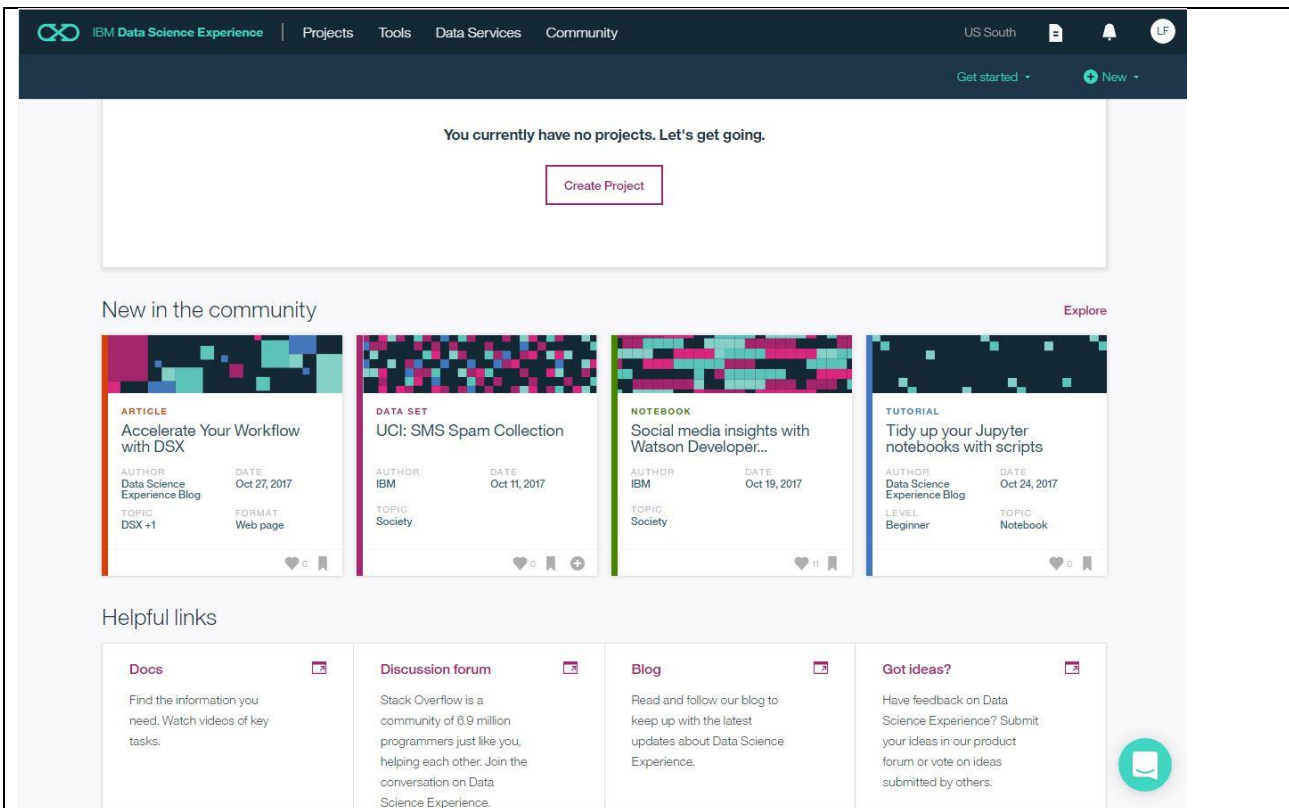 IBM Data Science Experience | Projects Tools Data Services Community US South LF
Get started New
You currently have no projects. Let's get going.
Create Project
New in the community
Explore
ARTICLE
Accelerate Your Workflow
with DSX
AUTHOR DATE
Data Science Oct 27, 2017
Experience Blog
TOPIC FORMAT
DSX +1 Web page
0
DATA SET
UCI: SMS Spam Collection
AUTHOR DATE
IBM Oct 11, 2017
TOPIC
Society
0
NOTEBOOK
Social media insights with
Watson Developer...
AUTHOR DATE
IBM Oct 19, 2017
TOPIC
Society
11
TUTORIAL
Tidy up your Jupyter
notebooks with scripts
AUTHOR DATE
Data Science Oct 24, 2017
Experience Blog
LEVEL TOPIC
Beginner Notebook
0
Helpful links
Docs
Find the information you
need. Watch videos of key
tasks.
Discussion forum
Stack Overflow is a
community of 6.9 million
programmers just like you,
helping each other. Join the
conversation on Data
Science Experience.
Blog
Read and follow our blog to
keep up with the latest
updates about Data Science
Experience.
Got ideas?
Have feedback on Data
Science Experience? Submit
your ideas in our product
forum or vote on ideas
submitted by others.